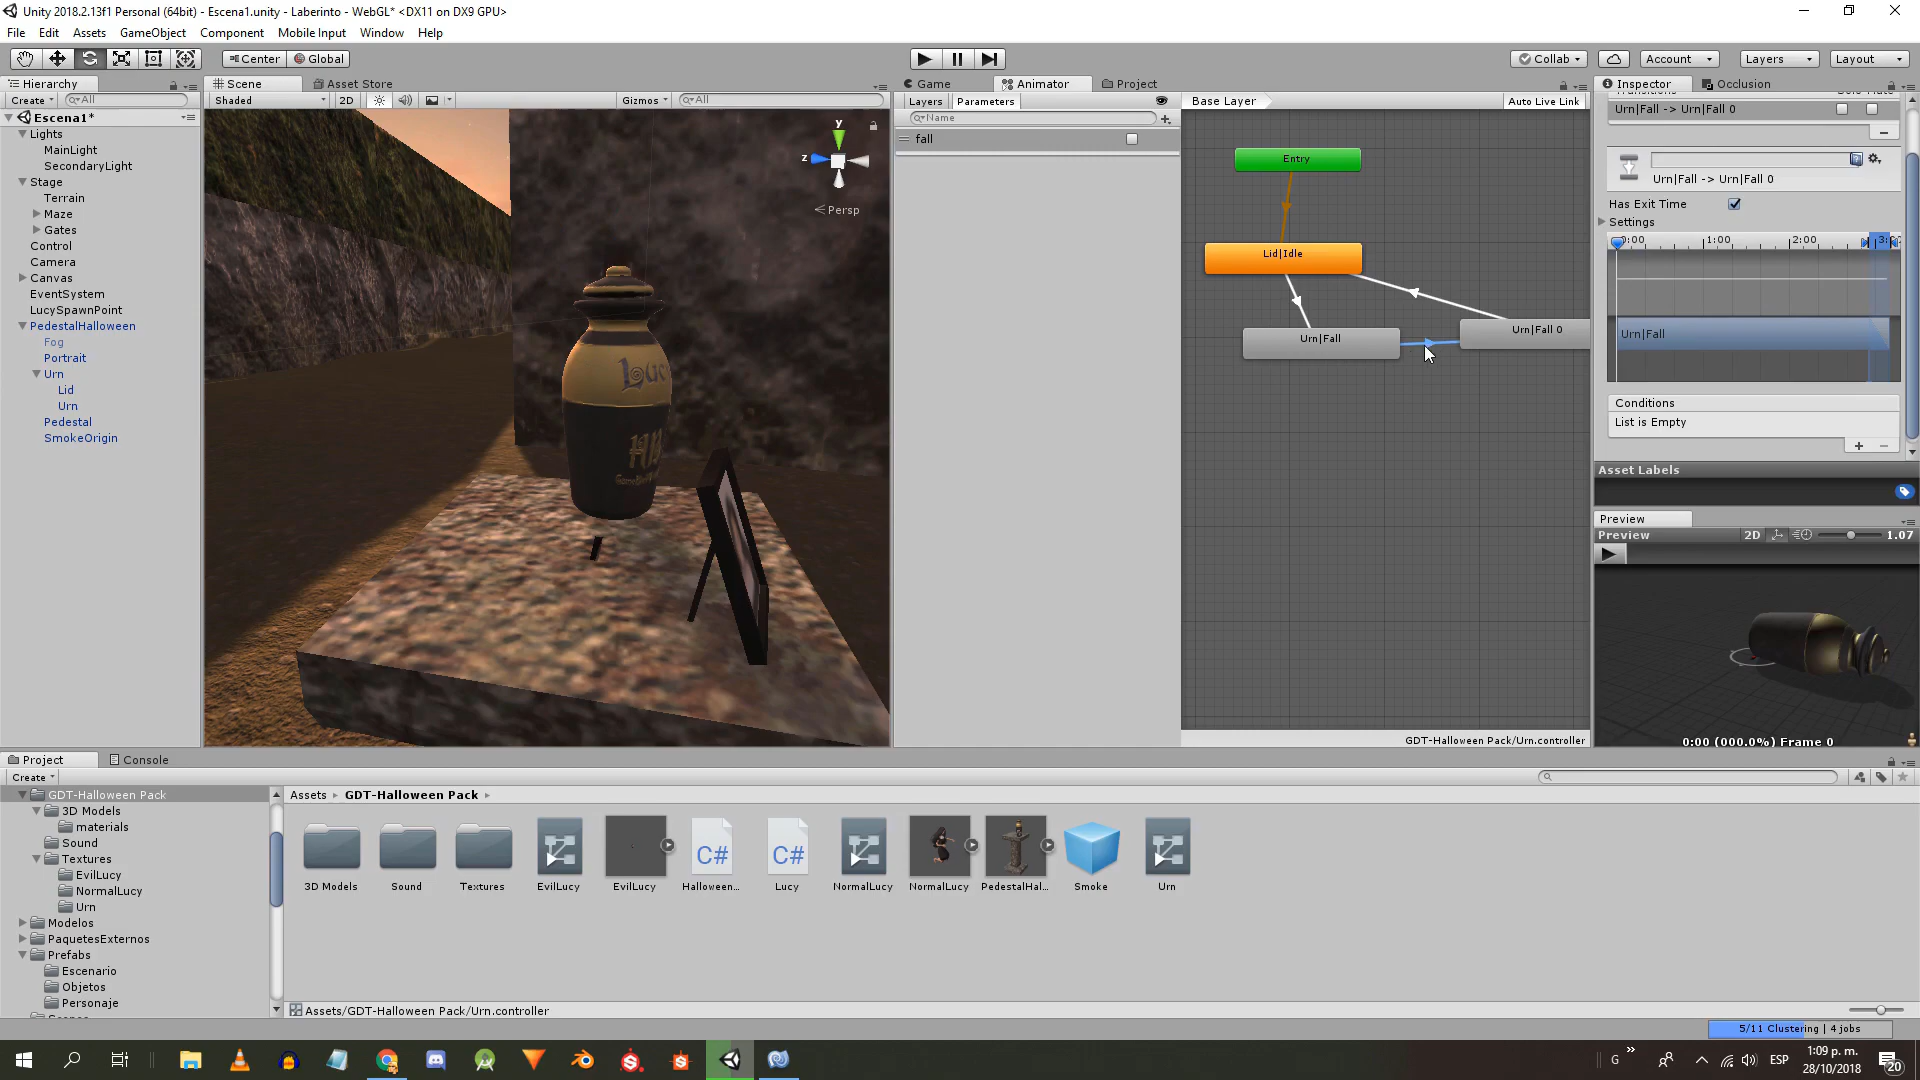 Unity 2018.2.13f1 Personal (64bit) - Escena1.unity - Laberinto - WebGL* <DX11 on DX9 GPU>
File Edit Assets GameObject Component Mobile Input Window Help
Center Global Collab Account Layers Layout
Hierarchy
Create All
Escena1*
Lights
MainLight
SecondaryLight
Stage
Terrain
Maze
Gates
Control
Camera
Canvas
EventSystem
LucySpawnPoint
PedestalHalloween
Fog
Portrait
Urn
Lid
Urn
Pedestal
SmokeOrigin
Scene Asset Store
Shaded 2D Gizmos All
y
z
Persp
Game Animator Project
Layers Parameters
Name
fall
Base Layer Auto Live Link
Entry
Lid|Idle
Urn|Fall
Urn|Fall 0
GDT-Halloween Pack/Urn.controller
Inspector Occlusion
Urn|Fall -> Urn|Fall 0
Urn|Fall -> Urn|Fall 0
Has Exit Time
Settings
0:00 1:00 2:00
Urn|Fall
Conditions
List is Empty
Asset Labels
Preview
Preview 2D 1.07
0:00 (000.0%) Frame 0
Project Console
Create
GDT-Halloween Pack
3D Models
materials
Sound
Textures
EvilLucy
NormalLucy
Urn
Modelos
PaquetesExternos
Prefabs
Escenario
Objetos
Personaje
Assets GDT-Halloween Pack
C# C#
3D Models Sound Textures EvilLucy EvilLucy Halloween... Lucy NormalLucy NormalLucy PedestalHal... Smoke Urn
Assets/GDT-Halloween Pack/Urn.controller
5/11 Clustering | 4 jobs
G » ESP 1:09 p. m.
28/10/2018
20